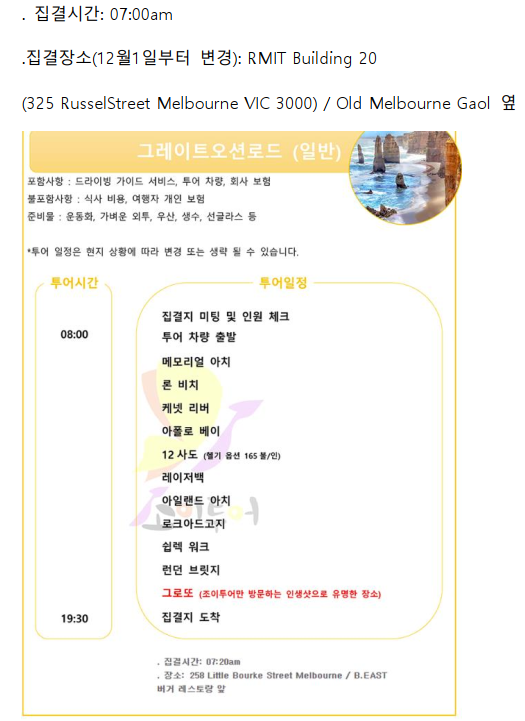 . 집결시간: 07:00am
.집결장소(12월1일부터 변경): RMIT Building 20
(325 RusselStreet Melbourne VIC 3000) / Old Melbourne Gaol 옆
그레이트오션로드 (일반)
포함사항 : 드라이빙 가이드 서비스, 투어 차량, 회사 보험
불포함사항 : 식사 비용, 여행자 개인 보험
준비물 : 운동화, 가벼운 외투, 우산, 생수, 선글라스 등
*투어 일정은 현지 상황에 따라 변경 또는 생략 될 수 있습니다.
투어시간
투어일정
집결지 미팅 및 인원 체크
08:00
투어 차량 출발
메모리얼 아치
론 비치
케넷 리버
아폴로 베이
12사도 (헬기 옵션 165불/인)
레이저백
아일랜드 아치
로크아드고지
쉽렉 워크
런던 브릿지
그로또 (조이투어만 방문하는 인생샷으로 유명한 장소)
19:30
집결지 도착
조이투어
. 집결시간: 07:20am
. 장소: 258 Little Bourke Street Melbourne / B.EAST
버거 레스토랑 앞